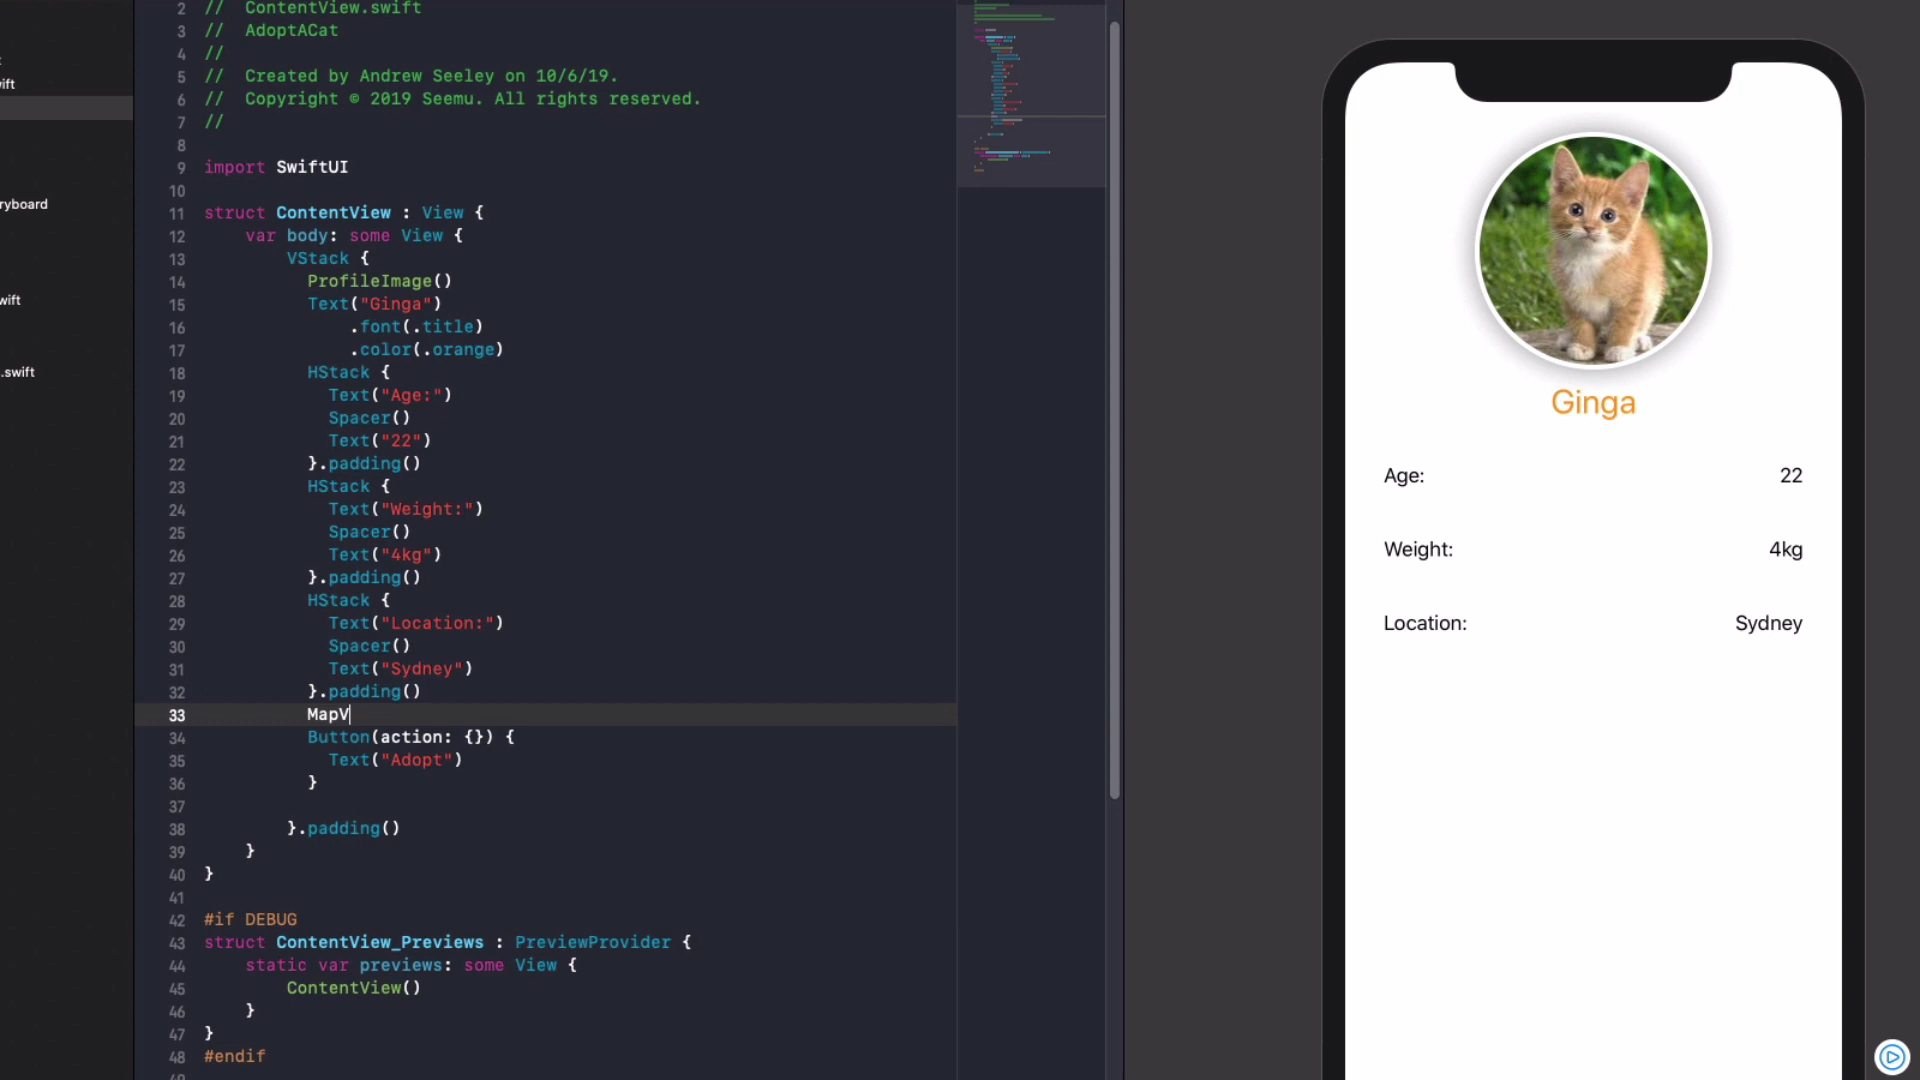 ift
ryboard
wift
.swift
2 // ContentView.swift
3 // AdoptACat
4 //
5 // Created by Andrew Seeley on 10/6/19.
6 // Copyright © 2019 Seemu. All rights reserved.
7 //
8
9 import SwiftUI
10
11 struct ContentView : View {
12 var body: some View {
13 VStack {
14 ProfileImage()
15 Text("Ginga")
16 .font(.title)
17 .color(.orange)
18 HStack {
19 Text("Age:")
20 Spacer()
21 Text("22")
22 }.padding()
23 HStack {
24 Text("Weight:")
25 Spacer()
26 Text("4kg")
27 }.padding()
28 HStack {
29 Text("Location:")
30 Spacer()
31 Text("Sydney")
32 }.padding()
33 MapV
34 Button(action: {}) {
35 Text("Adopt")
36 }
37
38 }.padding()
39 }
40 }
41
42 #if DEBUG
43 struct ContentView_Previews : PreviewProvider {
44 static var previews: some View {
45 ContentView()
46 }
47 }
48 #endif
Ginga
Age: 22
Weight: 4kg
Location: Sydney